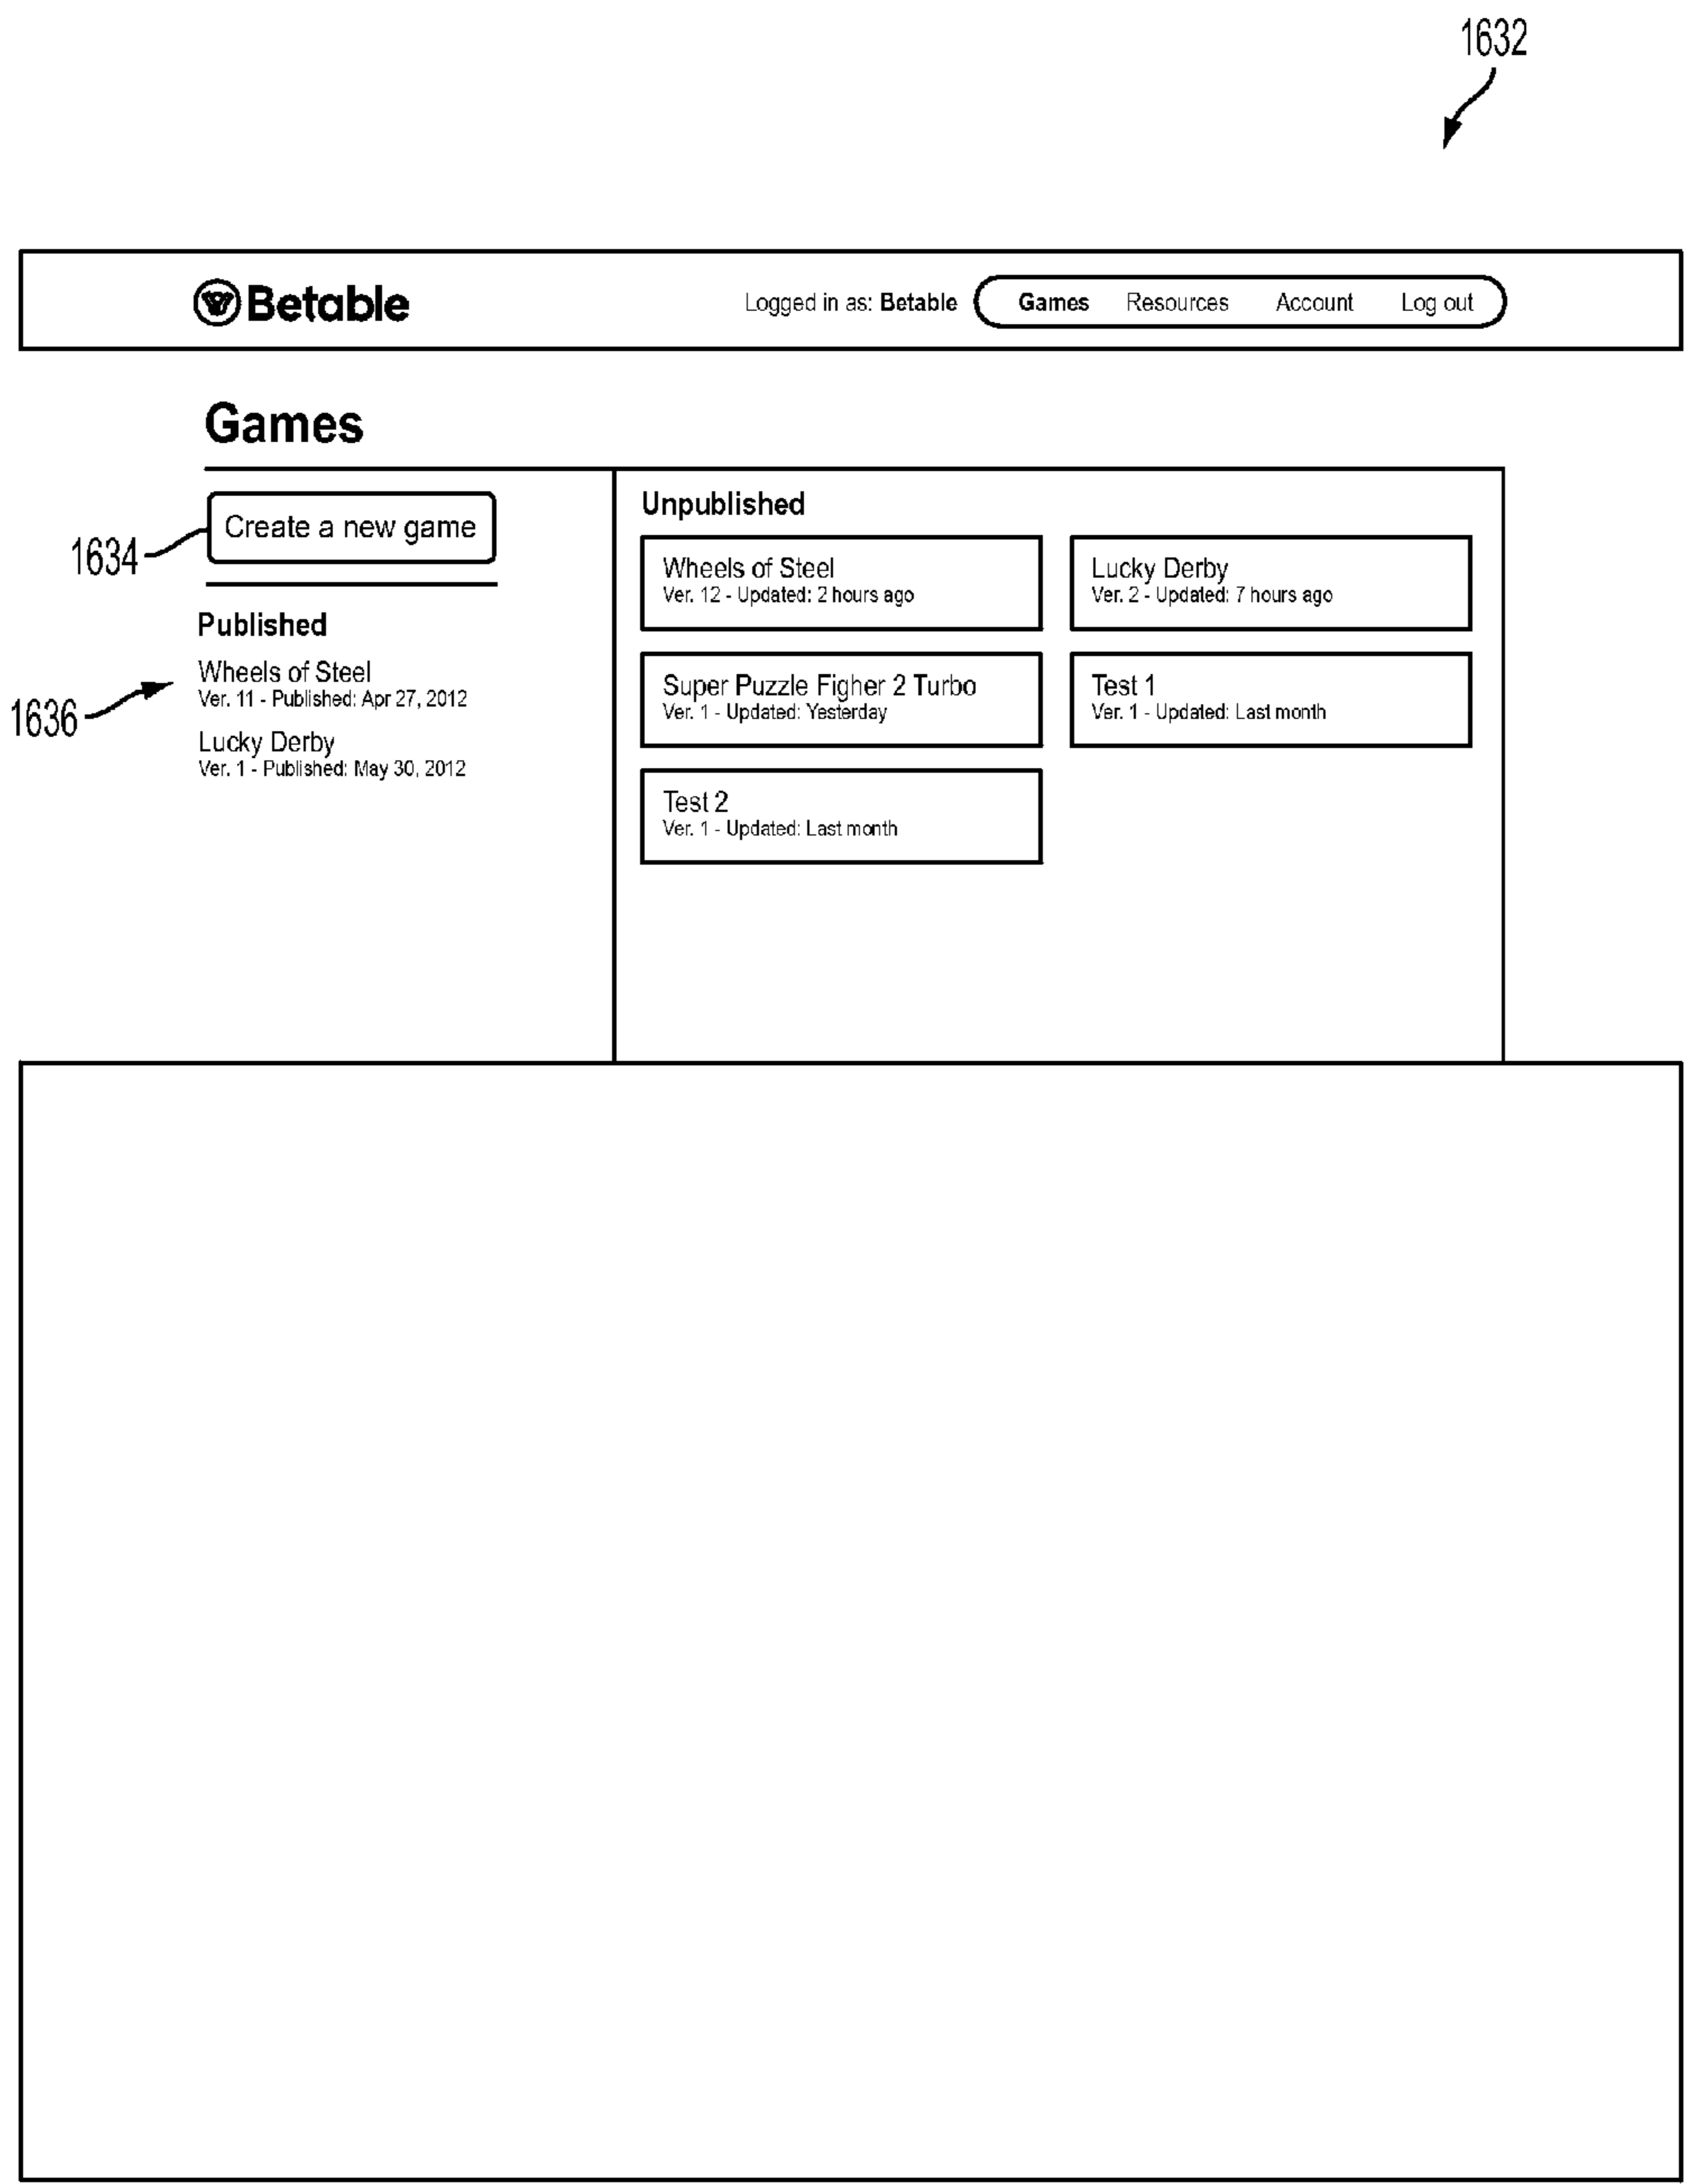 1632
Betable
Logged in as: Betable
Games Resources Account Log out
Games
1634
Create a new game
Published
1636
Wheels of Steel
Ver. 11 - Published: Apr 27, 2012
Lucky Derby
Ver. 1 - Published: May 30, 2012
Unpublished
Wheels of Steel
Ver. 12 - Updated: 2 hours ago
Lucky Derby
Ver. 2 - Updated: 7 hours ago
Super Puzzle Figher 2 Turbo
Ver. 1 - Updated: Yesterday
Test 1
Ver. 1 - Updated: Last month
Test 2
Ver. 1 - Updated: Last month